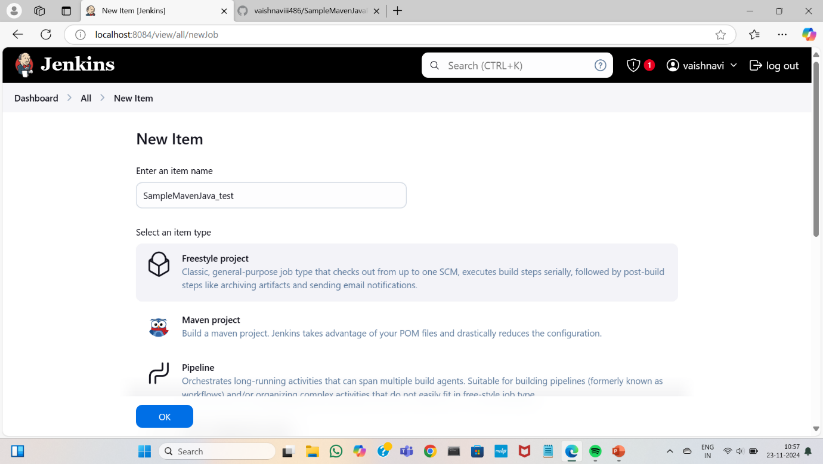 New Item [Jenkins]
vaishnaviii486/SampleMavenJava
localhost:8084/view/all/newJob
Jenkins
Search (CTRL+K)
1
vaishnavi
log out
Dashboard
All
New Item
New Item
Enter an item name
SampleMavenJava_test
Select an item type
Freestyle project
Classic, general-purpose job type that checks out from up to one SCM, executes build steps serially, followed by post-build
steps like archiving artifacts and sending email notifications.
Maven project
Build a maven project. Jenkins takes advantage of your POM files and drastically reduces the configuration.
Pipeline
Orchestrates long-running activities that can span multiple build agents. Suitable for building pipelines (formerly known as
workflows) and/or organizing complex activities that do not easily fit in free-style job type.
OK
Search
ENG
IN
10:57
23-11-2024